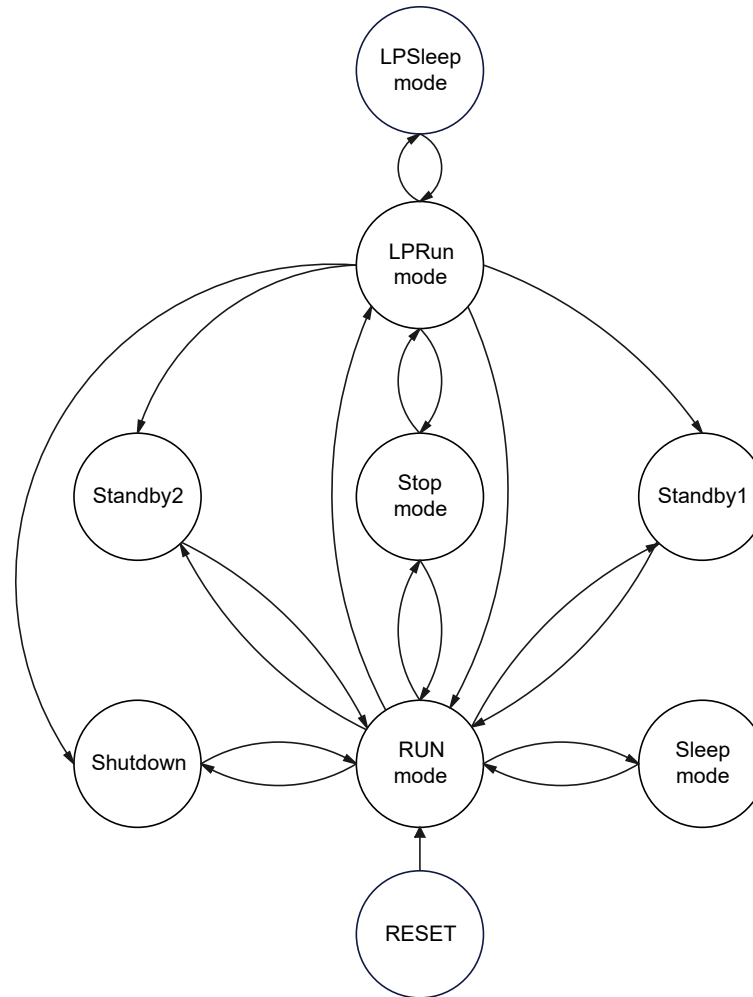 LPSleep
mode
LPRun
mode
Standby2
Stop
mode
Standby1
Shutdown
RUN
mode
Sleep
mode
RESET